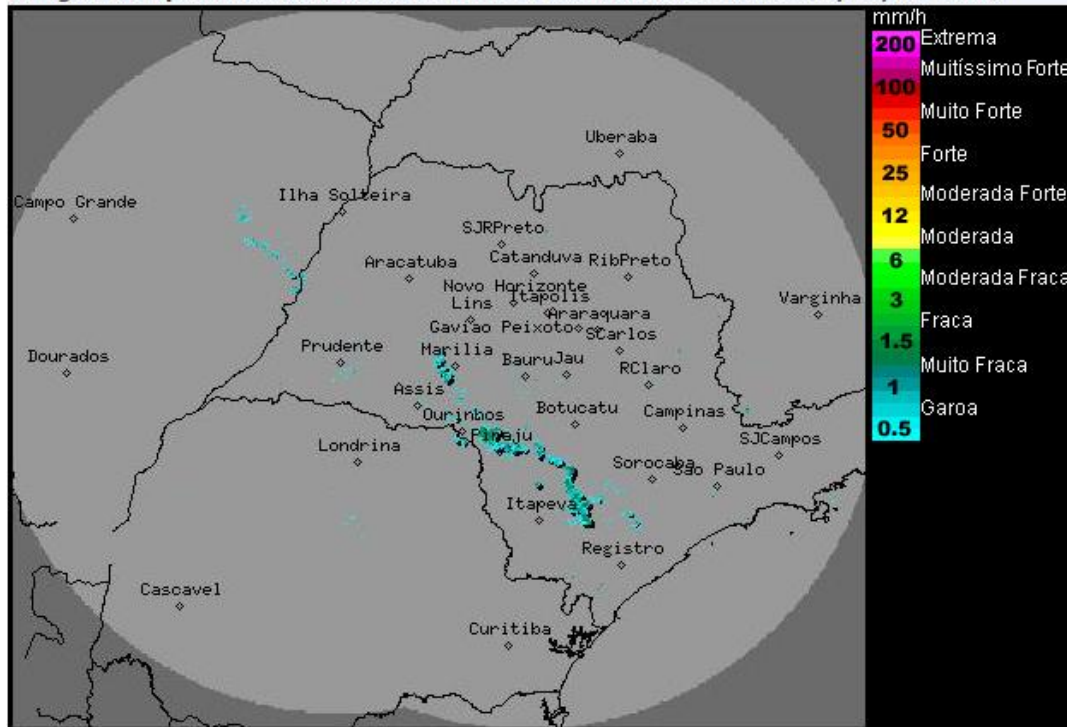 mm/h
200 Extrema
Muitíssimo Forte
100
Muito Forte
50
Forte
25
Moderada Forte
12
Moderada
6
Moderada Fraca
3
Fraca
1.5
Muito Fraca
1
Garoa
0.5
Uberaba
Campo Grande
Ilha Solteira
SJRPreto
Aracatuba
Catanduva
RibPreto
Novo Horizonte
Lins
Itapolis
Araraquara
Varginha
Gaviao Peixoto
SCarlos
Dourados
Prudente
Marilia
Bauru
Jau
RClaro
Assis
Ourinhos
Botucatu
Campinas
Londrina
Piraju
SJCampos
Sorocaba
Sao Paulo
Itapeva
Registro
Cascavel
Curitiba